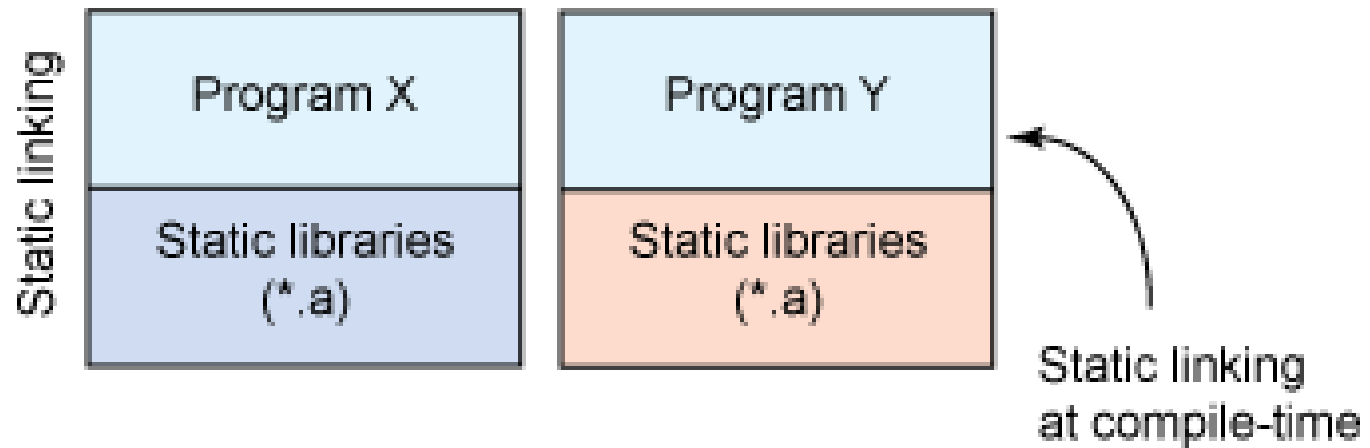 Static linking
Program X
Static libraries
(*.a)
Program Y
Static libraries
(*.a)
Static linking
at compile-time